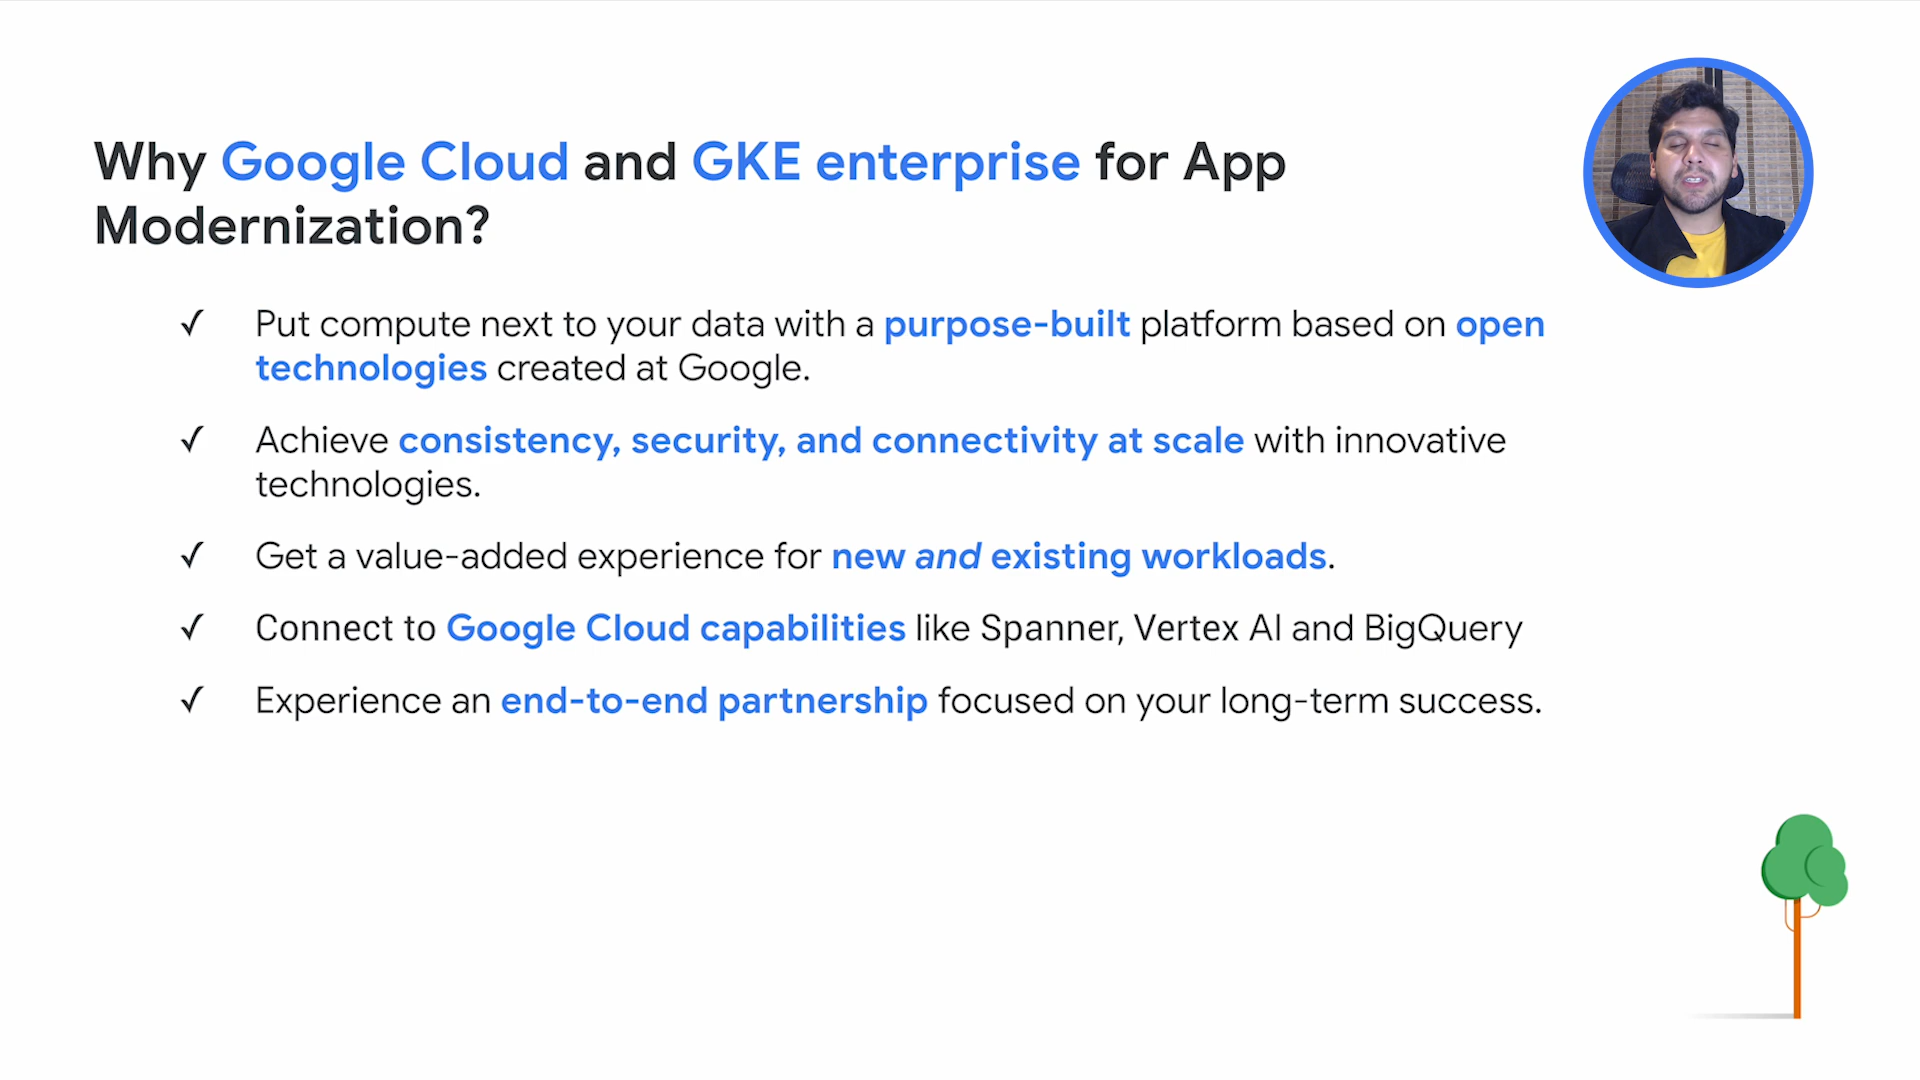 Why Google Cloud and GKE enterprise for App
Modernization?
✓ Put compute next to your data with a purpose-built platform based on open
technologies created at Google.
✓ Achieve consistency, security, and connectivity at scale with innovative
technologies.
✓ Get a value-added experience for new and existing workloads.
✓ Connect to Google Cloud capabilities like Spanner, Vertex AI and BigQuery
✓ Experience an end-to-end partnership focused on your long-term success.